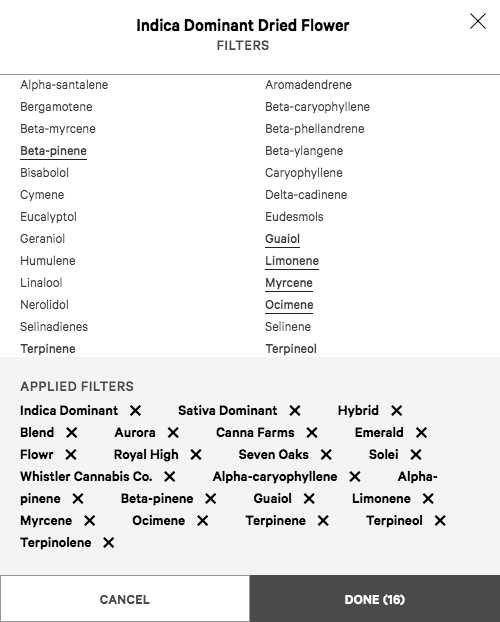 Indica Dominant Dried Flower
FILTERS
Alpha-santalene Aromadendrene
Bergamotene Beta-caryophyllene
Beta-myrcene Beta-phellandrene
Beta-pinene Beta-ylangene
Bisabolol Caryophyllene
Cymene Delta-cadinene
Eucalyptol Eudesmols
Geraniol Guaiol
Humulene Limonene
Linalool Myrcene
Nerolidol Ocimene
Selinadienes Selinene
Terpinene Terpineol
APPLIED FILTERS
Indica Dominant Sativa Dominant Hybrid
Blend Aurora Canna Farms Emerald
Flowr Royal High Seven Oaks Solei
Whistler Cannabis Co. Alpha-caryophyllene Alpha-
pinene Beta-pinene Guaiol Limonene
Myrcene Ocimene Terpinene Terpineol
Terpinolene
CANCEL DONE (16)